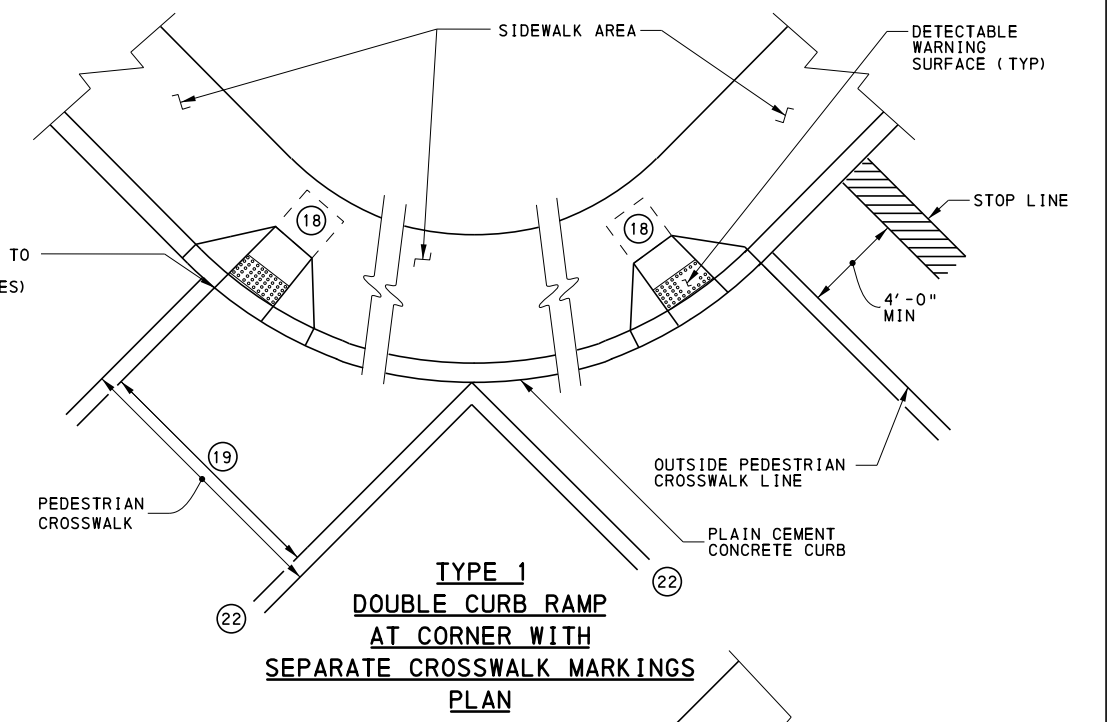 SIDEWALK AREA
DETECTABLE
WARNING
SURFACE (TYP)
18
18
STOP LINE
TO
ES)
4'-0"
MIN
19
OUTSIDE PEDESTRIAN
CROSSWALK LINE
PEDESTRIAN
CROSSWALK
PLAIN CEMENT
CONCRETE CURB
22
22
TYPE 1
DOUBLE CURB RAMP
AT CORNER WITH
SEPARATE CROSSWALK MARKINGS
PLAN